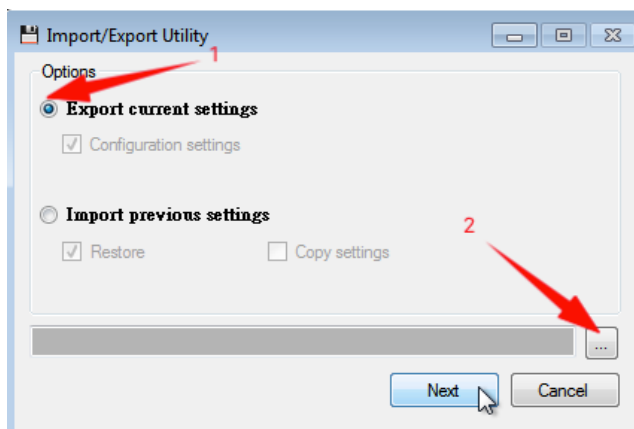 Import/Export Utility
1
Options
Export current settings
Configuration settings
Import previous settings
2
Restore Copy settings
...
Next Cancel